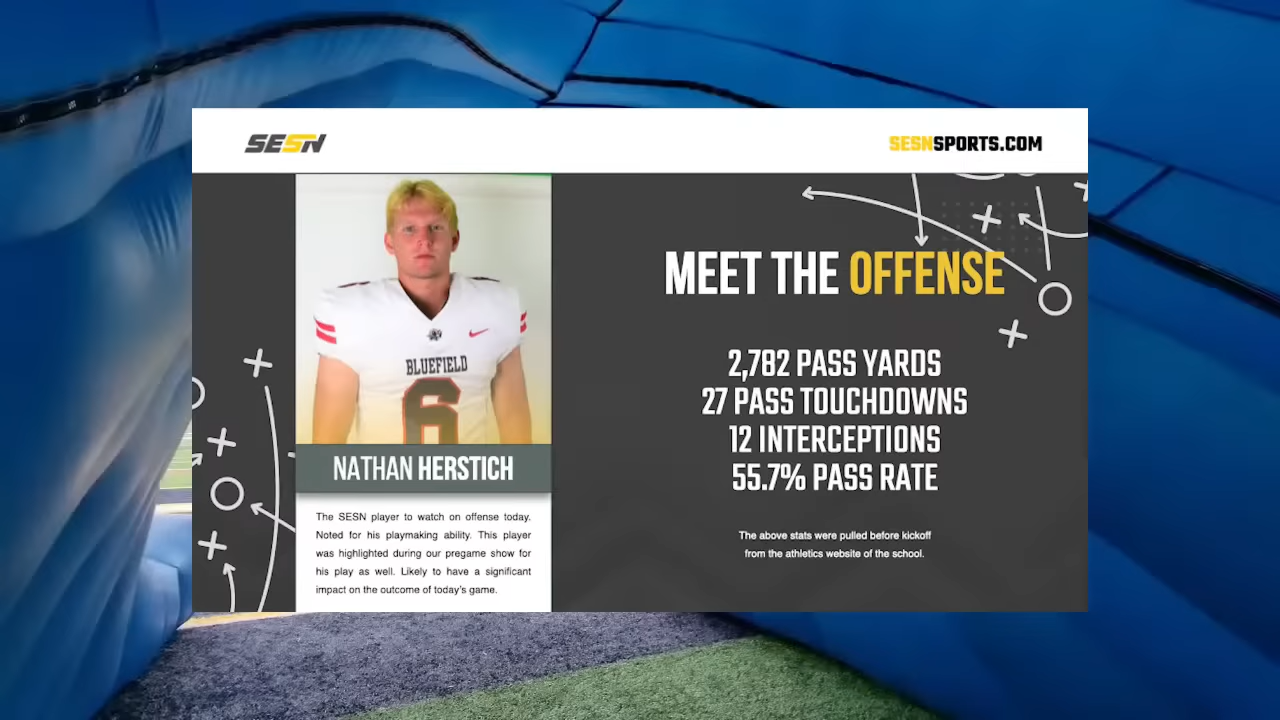 SESN
SESNSPORTS.COM
BLUEFIELD
6
NATHAN HERSTICH
The SESN player to watch on offense today.
Noted for his playmaking ability. This player
was highlighted during our pregame show for
his play as well. Likely to have a significant
impact on the outcome of today's game.
MEET THE OFFENSE
2,782 PASS YARDS
27 PASS TOUCHDOWNS
12 INTERCEPTIONS
55.7% PASS RATE
The above stats were pulled before kickoff
from the athletics website of the school.